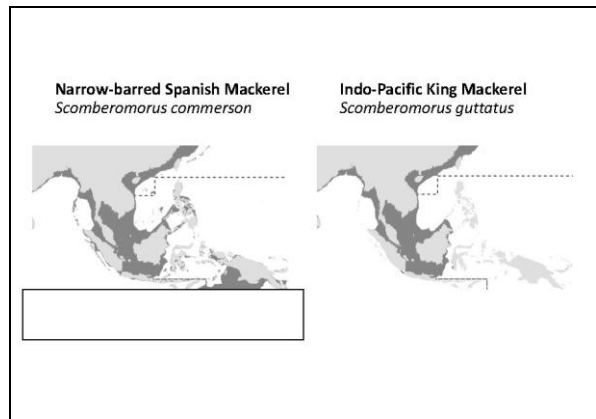 Narrow-barred Spanish Mackerel
Scomberomorus commerson
Indo-Pacific King Mackerel
Scomberomorus guttatus